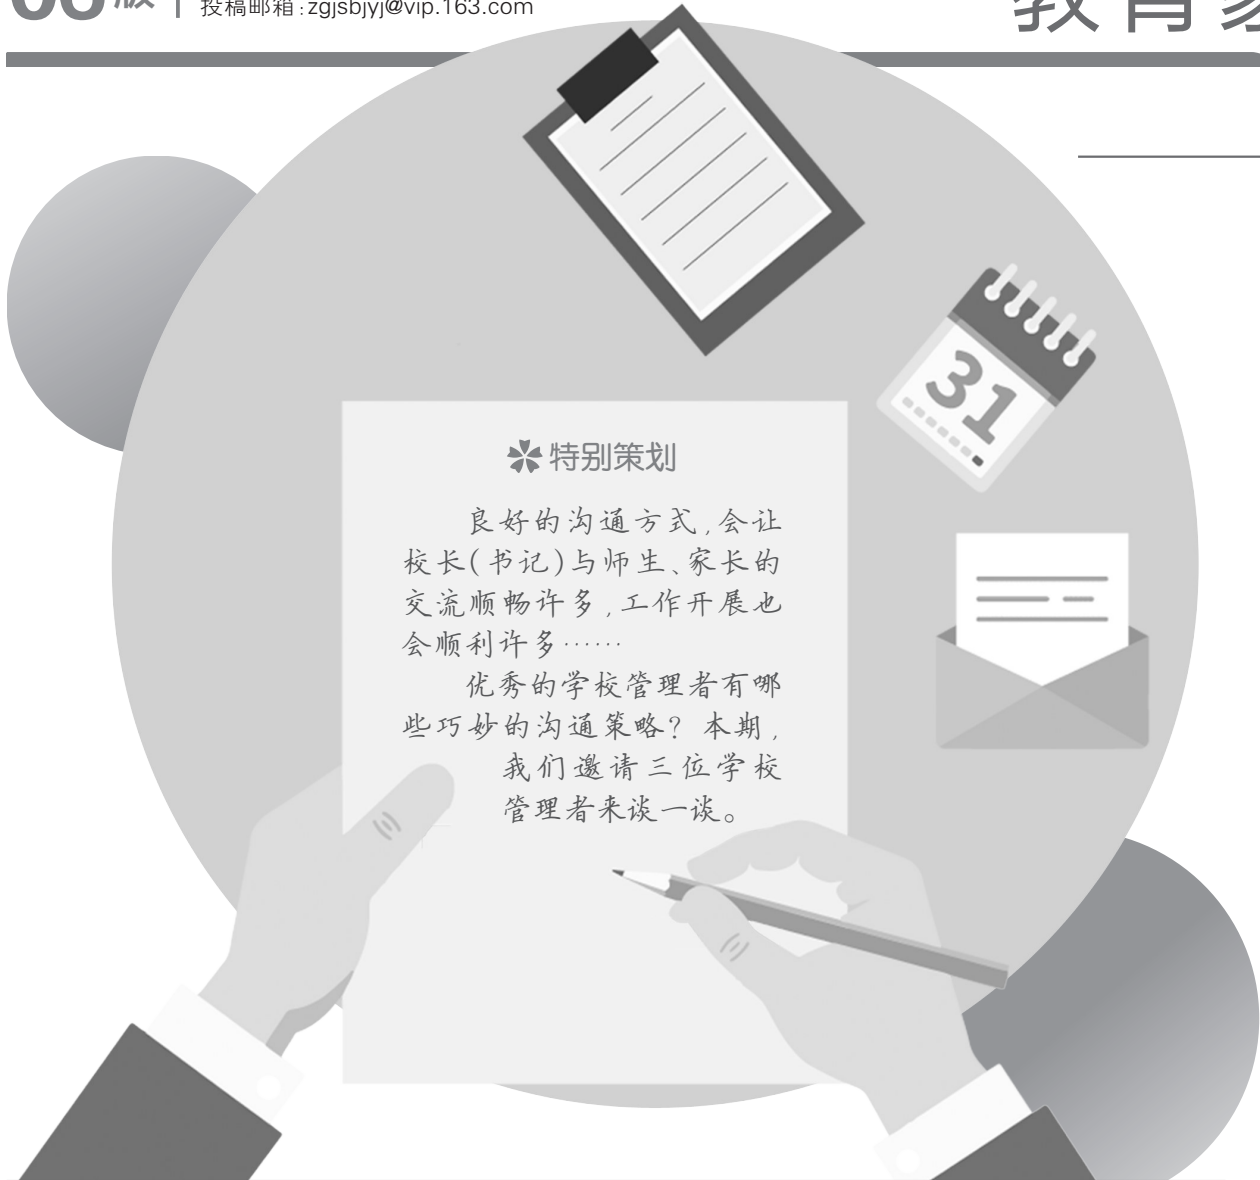 版
投稿邮箱:zgjsbjyj@vip.163.com
教育家
特别策划
良好的沟通方式,会让
校长(书记)与师生、家长的
交流顺畅许多,工作开展也
会顺利许多……
优秀的学校管理者有哪
些巧妙的沟通策略?本期,
我们邀请三位学校
管理者来谈一谈。
31